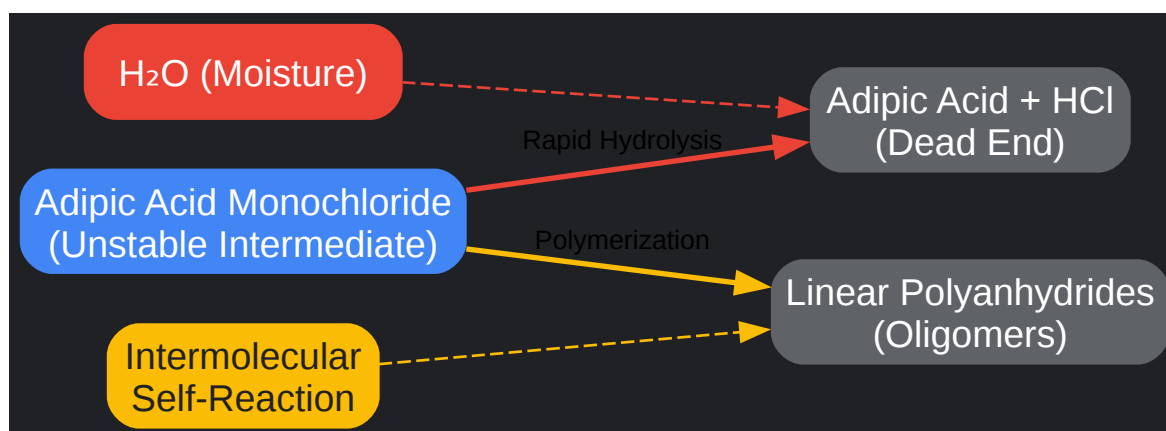 H₂O (Moisture)
Adipic Acid + HCl
(Dead End)
Rapid Hydrolysis
Adipic Acid Monochloride
(Unstable Intermediate)
Polymerization
Linear Polyanhydrides
(Oligomers)
Intermolecular
Self-Reaction